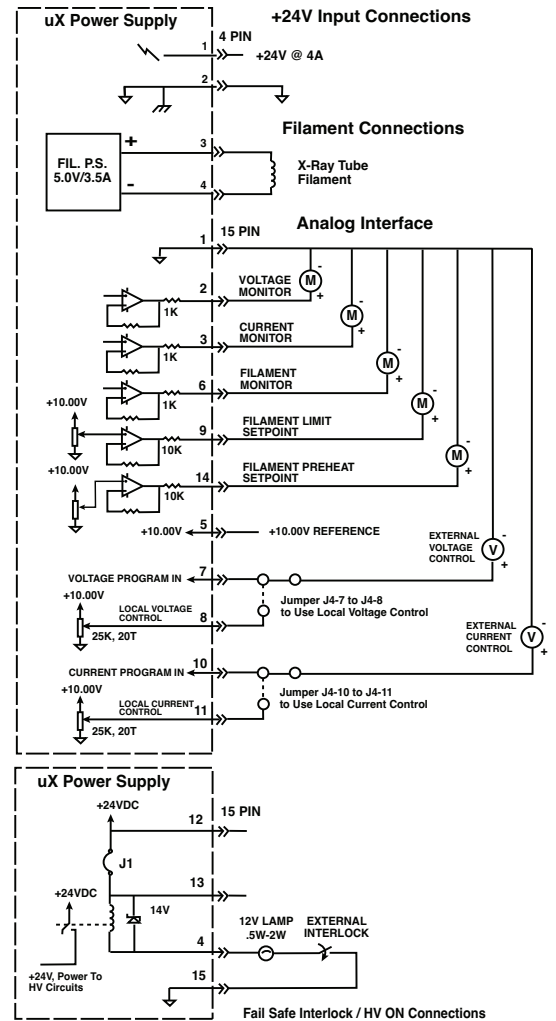 uX Power Supply
+24V Input Connections
4 PIN
1
+24V @ 4A
2
Filament Connections
+
3
FIL. P.S.
5.0V/3.5A
X-Ray Tube
Filament
-
4
Analog Interface
15 PIN
1
-
M
+
VOLTAGE
MONITOR
2
1K
-
M
+
CURRENT
MONITOR
3
1K
-
M
+
FILAMENT
MONITOR
6
1K
-
M
+
+10.00V
FILAMENT LIMIT
SETPOINT
9
10K
-
M
+
+10.00V
FILAMENT PREHEAT
SETPOINT
14
10K
+10.00V
5
+10.00V REFERENCE
EXTERNAL
VOLTAGE
CONTROL
-
V
+
VOLTAGE PROGRAM IN
7
+10.00V
LOCAL VOLTAGE
CONTROL
8
25K, 20T
Jumper J4-7 to J4-8
to Use Local Voltage Control
EXTERNAL
CURRENT
CONTROL
-
V
+
CURRENT PROGRAM IN
10
+10.00V
LOCAL CURRENT
CONTROL
11
25K, 20T
Jumper J4-10 to J4-11
to Use Local Current Control
uX Power Supply
+24VDC
15 PIN
12
J1
13
+24VDC
14V
12V LAMP
.5W-2W
EXTERNAL
INTERLOCK
4
+24V, Power To
HV Circuits
15
Fail Safe Interlock / HV ON Connections